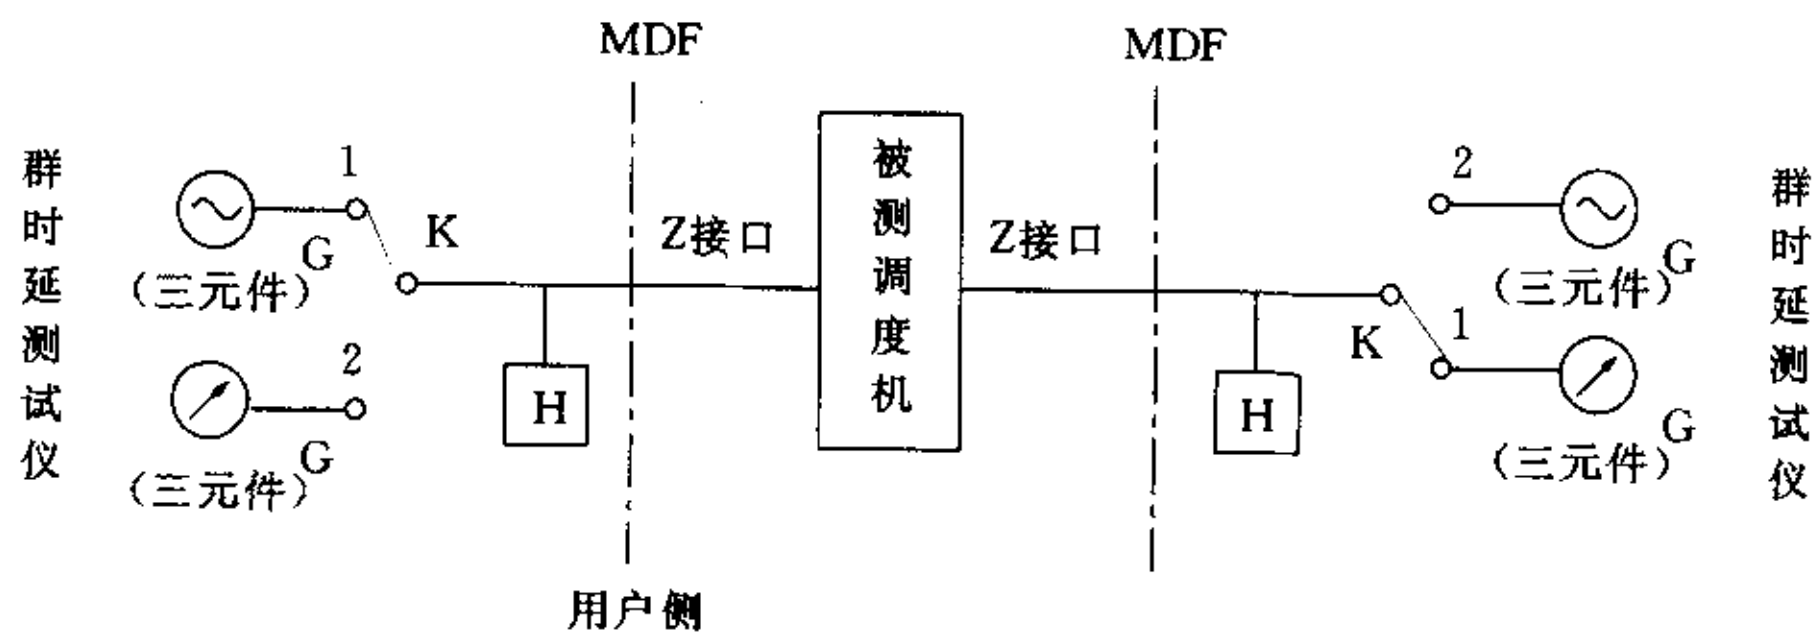 MDF
MDF
群时延测试仪
1
G
(三元件)
K
2
G
(三元件)
H
Z接口
被测调度机
Z接口
H
K
2
G
(三元件)
1
G
(三元件)
群时延测试仪
用户侧